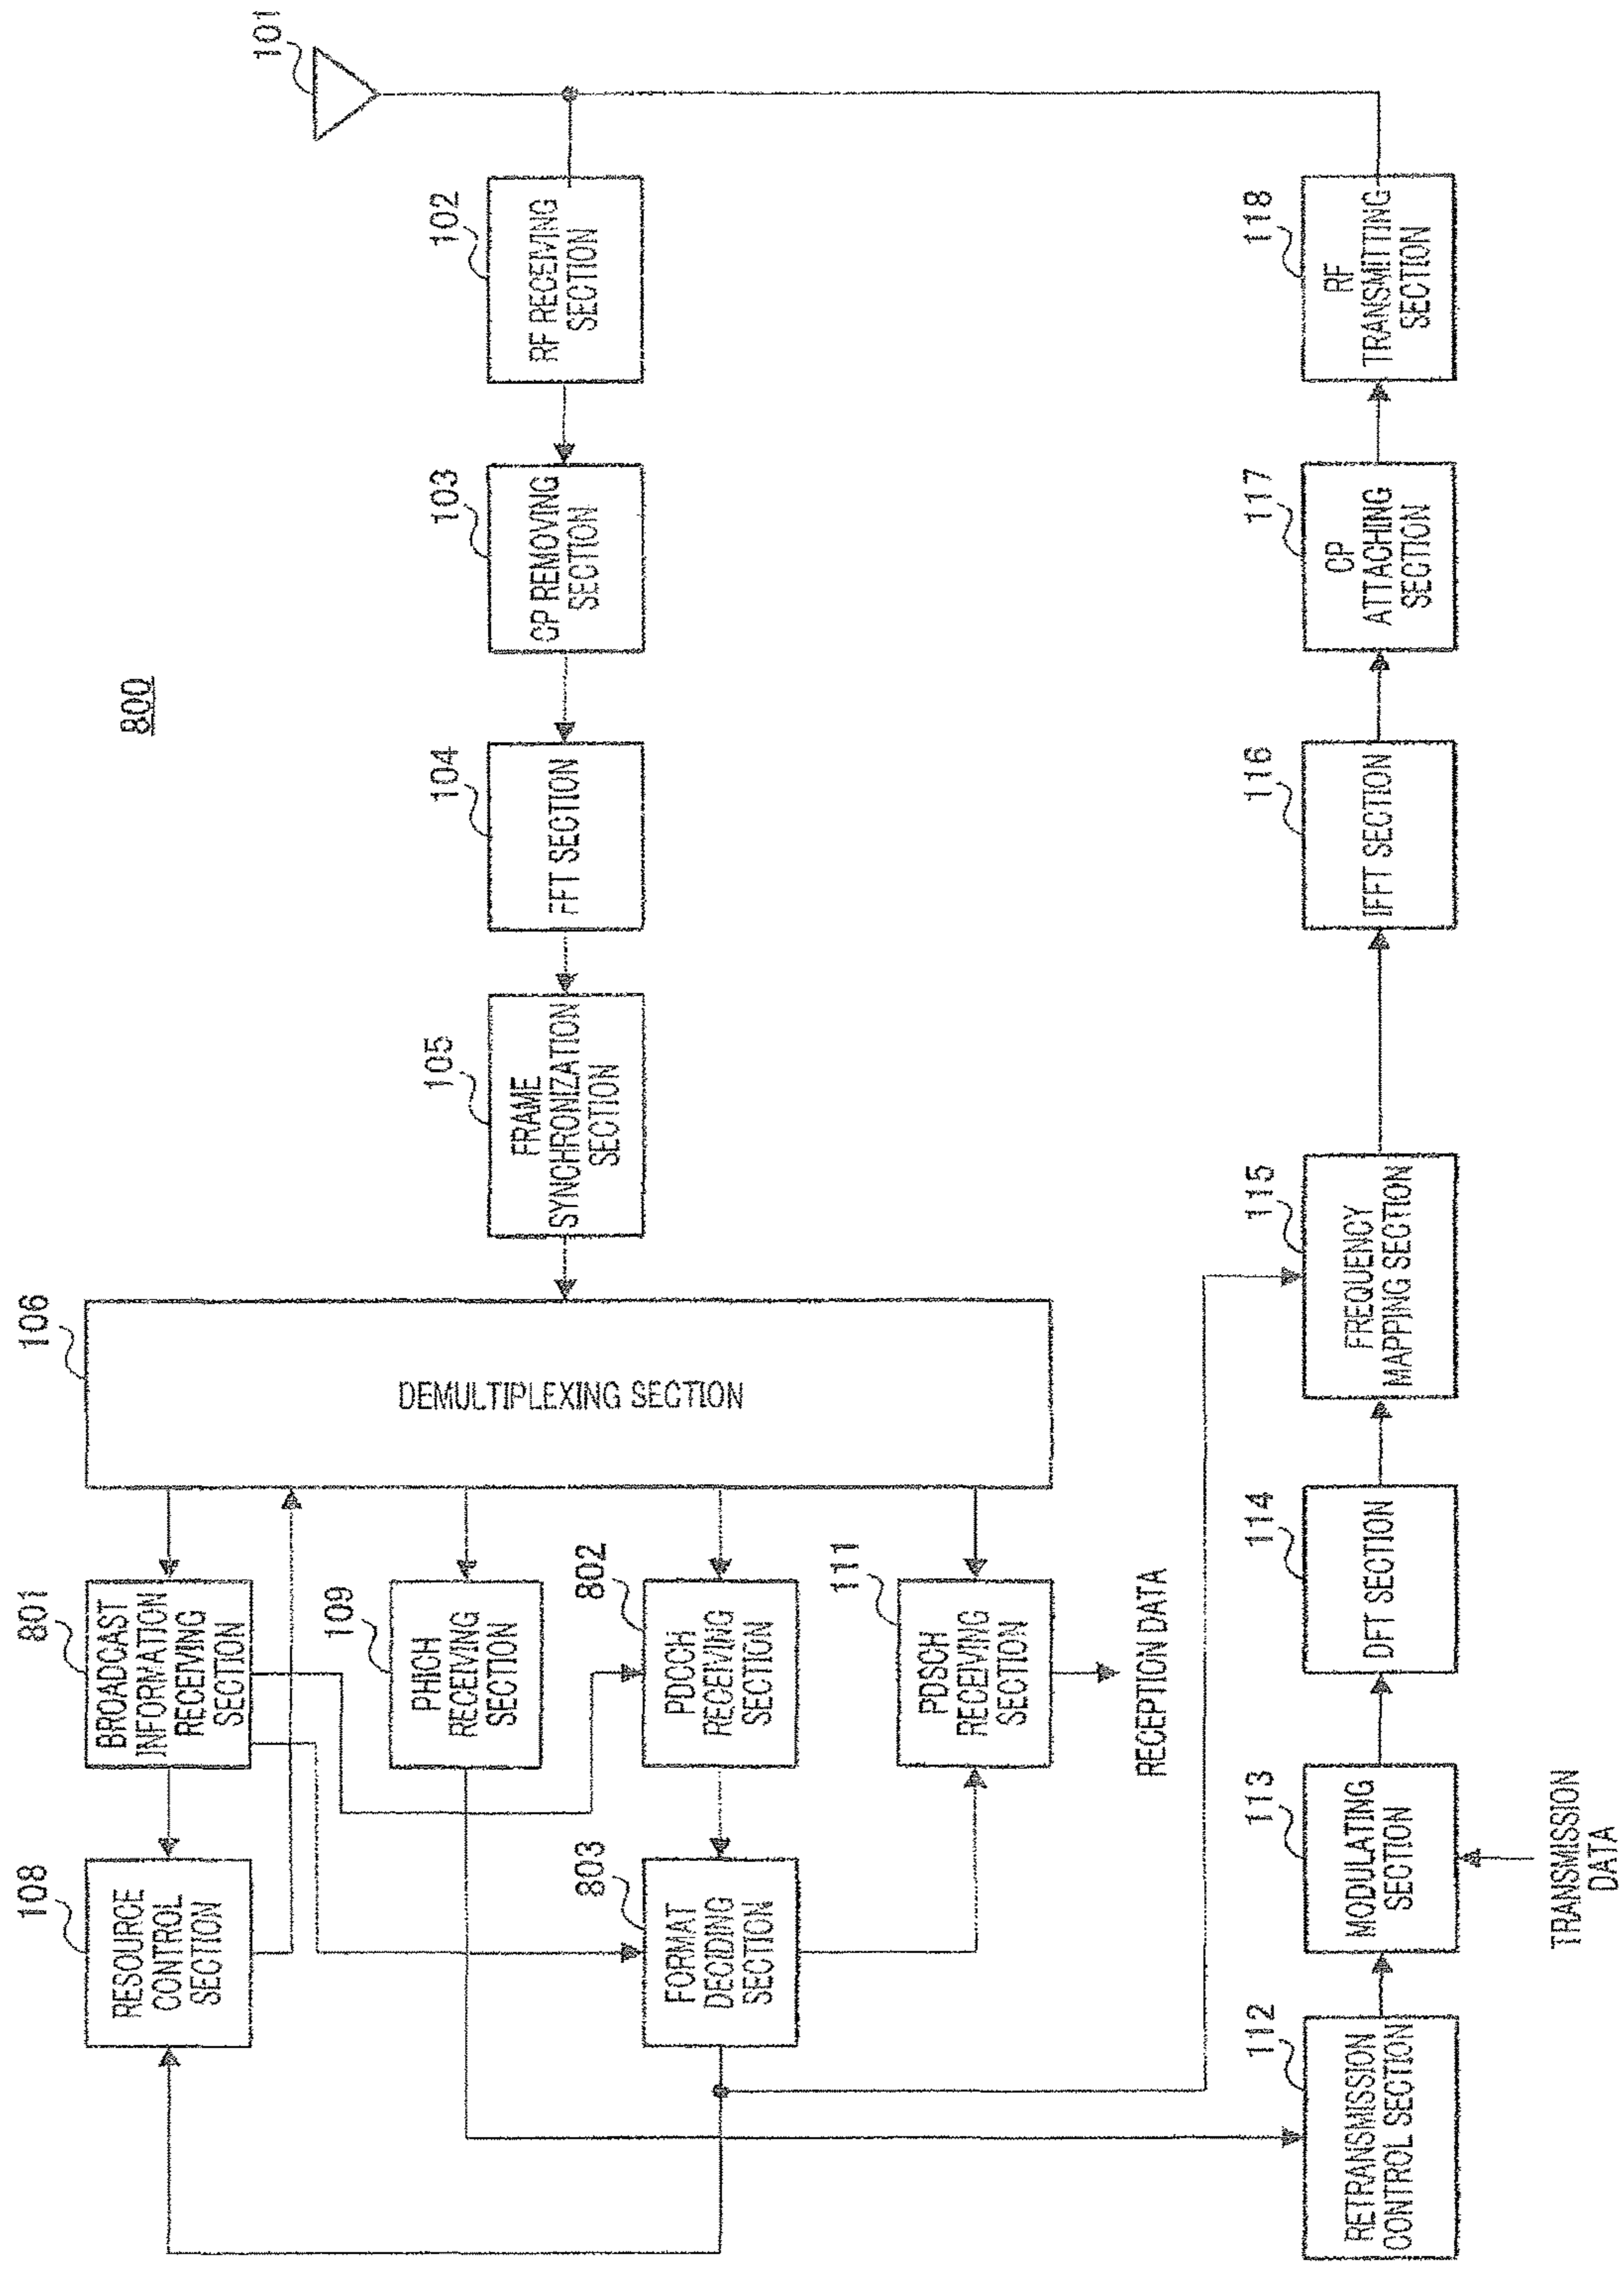 800
101
102
RF RECEIVING
SECTION
103
CP REMOVING
SECTION
104
FFT SECTION
105
FRAME
SYNCHRONIZATION
SECTION
106
DEMULTIPLEXING SECTION
801
BROADCAST
INFORMATION
RECEIVING
SECTION
108
RESOURCE
CONTROL
SECTION
109
PHICH
RECEIVING
SECTION
802
PDCCH
RECEIVING
SECTION
803
FORMAT
DECIDING
SECTION
111
PDSCH
RECEIVING
SECTION
RECEPTION DATA
112
RETRANSMISSION
CONTROL SECTION
113
MODULATING
SECTION
TRANSMISSION
DATA
114
DFT SECTION
115
FREQUENCY
MAPPING SECTION
116
IFFT SECTION
117
CP
ATTACHING
SECTION
118
RF
TRANSMITTING
SECTION